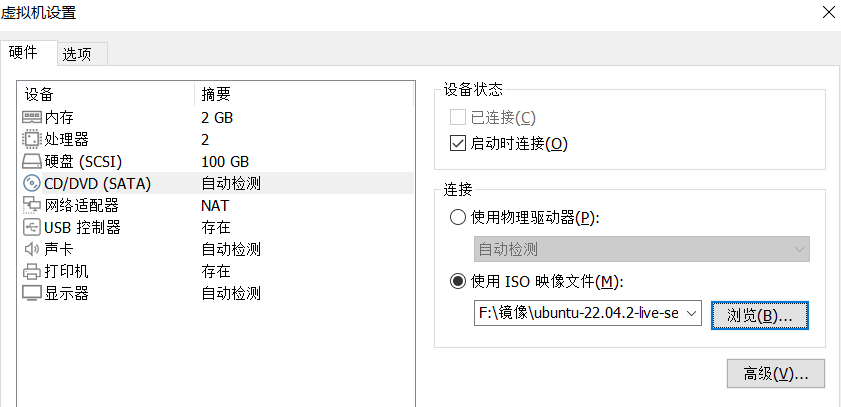 虚拟机设置
硬件 选项
设备 摘要
内存 2 GB
处理器 2
硬盘 (SCSI) 100 GB
CD/DVD (SATA) 自动检测
网络适配器 NAT
USB 控制器 存在
声卡 自动检测
打印机 存在
显示器 自动检测
设备状态
已连接(C)
启动时连接(O)
连接
使用物理驱动器(P):
自动检测
使用 ISO 映像文件(M):
F:\镜像\ubuntu-22.04.2-live-se
浏览(B)...
高级(V)...